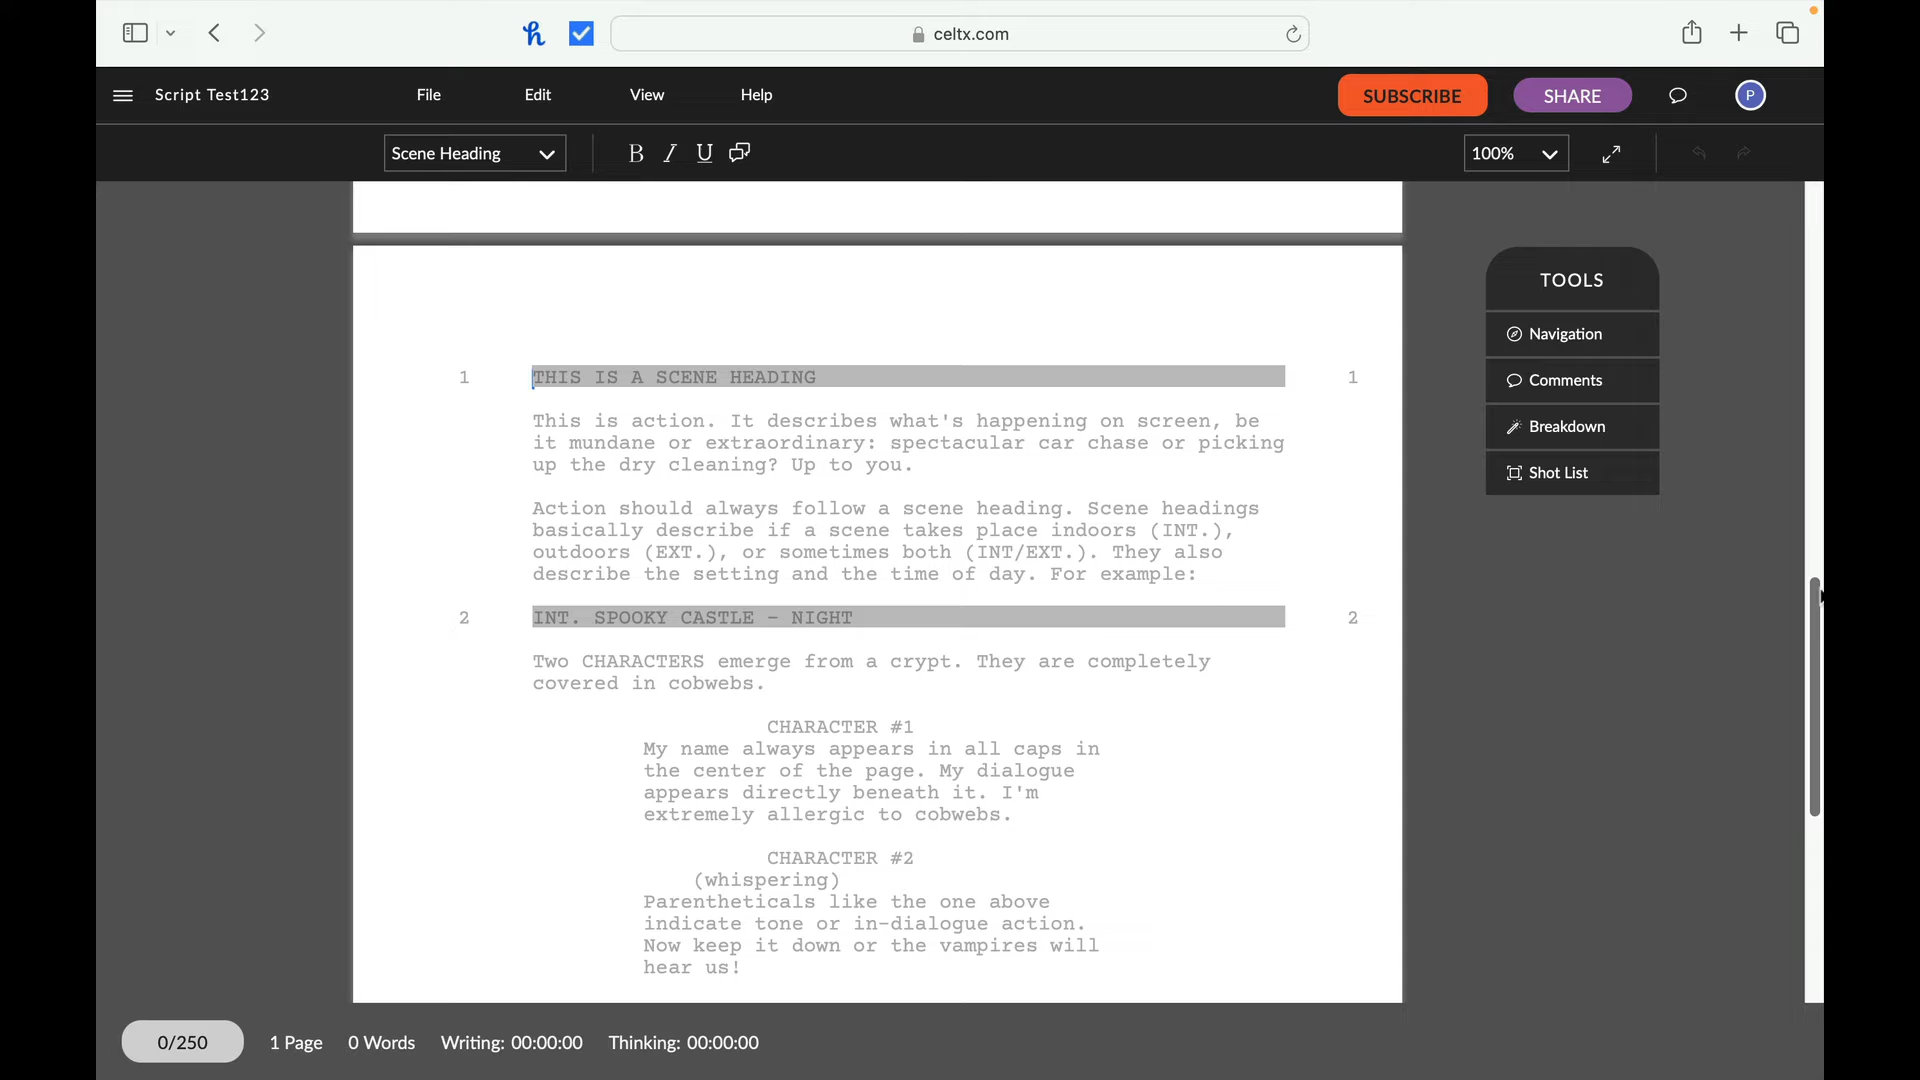 celtx.com
Script Test123
File
Edit
View
Help
SUBSCRIBE
SHARE
P
Scene Heading
B I U
100%
TOOLS
Navigation
Comments
Breakdown
Shot List
1 THIS IS A SCENE HEADING 1
This is action. It describes what's happening on screen, be
it mundane or extraordinary: spectacular car chase or picking
up the dry cleaning? Up to you.
Action should always follow a scene heading. Scene headings
basically describe if a scene takes place indoors (INT.),
outdoors (EXT.), or sometimes both (INT/EXT.). They also
describe the setting and the time of day. For example:
2 INT. SPOOKY CASTLE - NIGHT 2
Two CHARACTERS emerge from a crypt. They are completely
covered in cobwebs.
CHARACTER #1
My name always appears in all caps in
the center of the page. My dialogue
appears directly beneath it. I'm
extremely allergic to cobwebs.
CHARACTER #2
(whispering)
Parentheticals like the one above
indicate tone or in-dialogue action.
Now keep it down or the vampires will
hear us!
0/250
1 Page
0 Words
Writing: 00:00:00
Thinking: 00:00:00